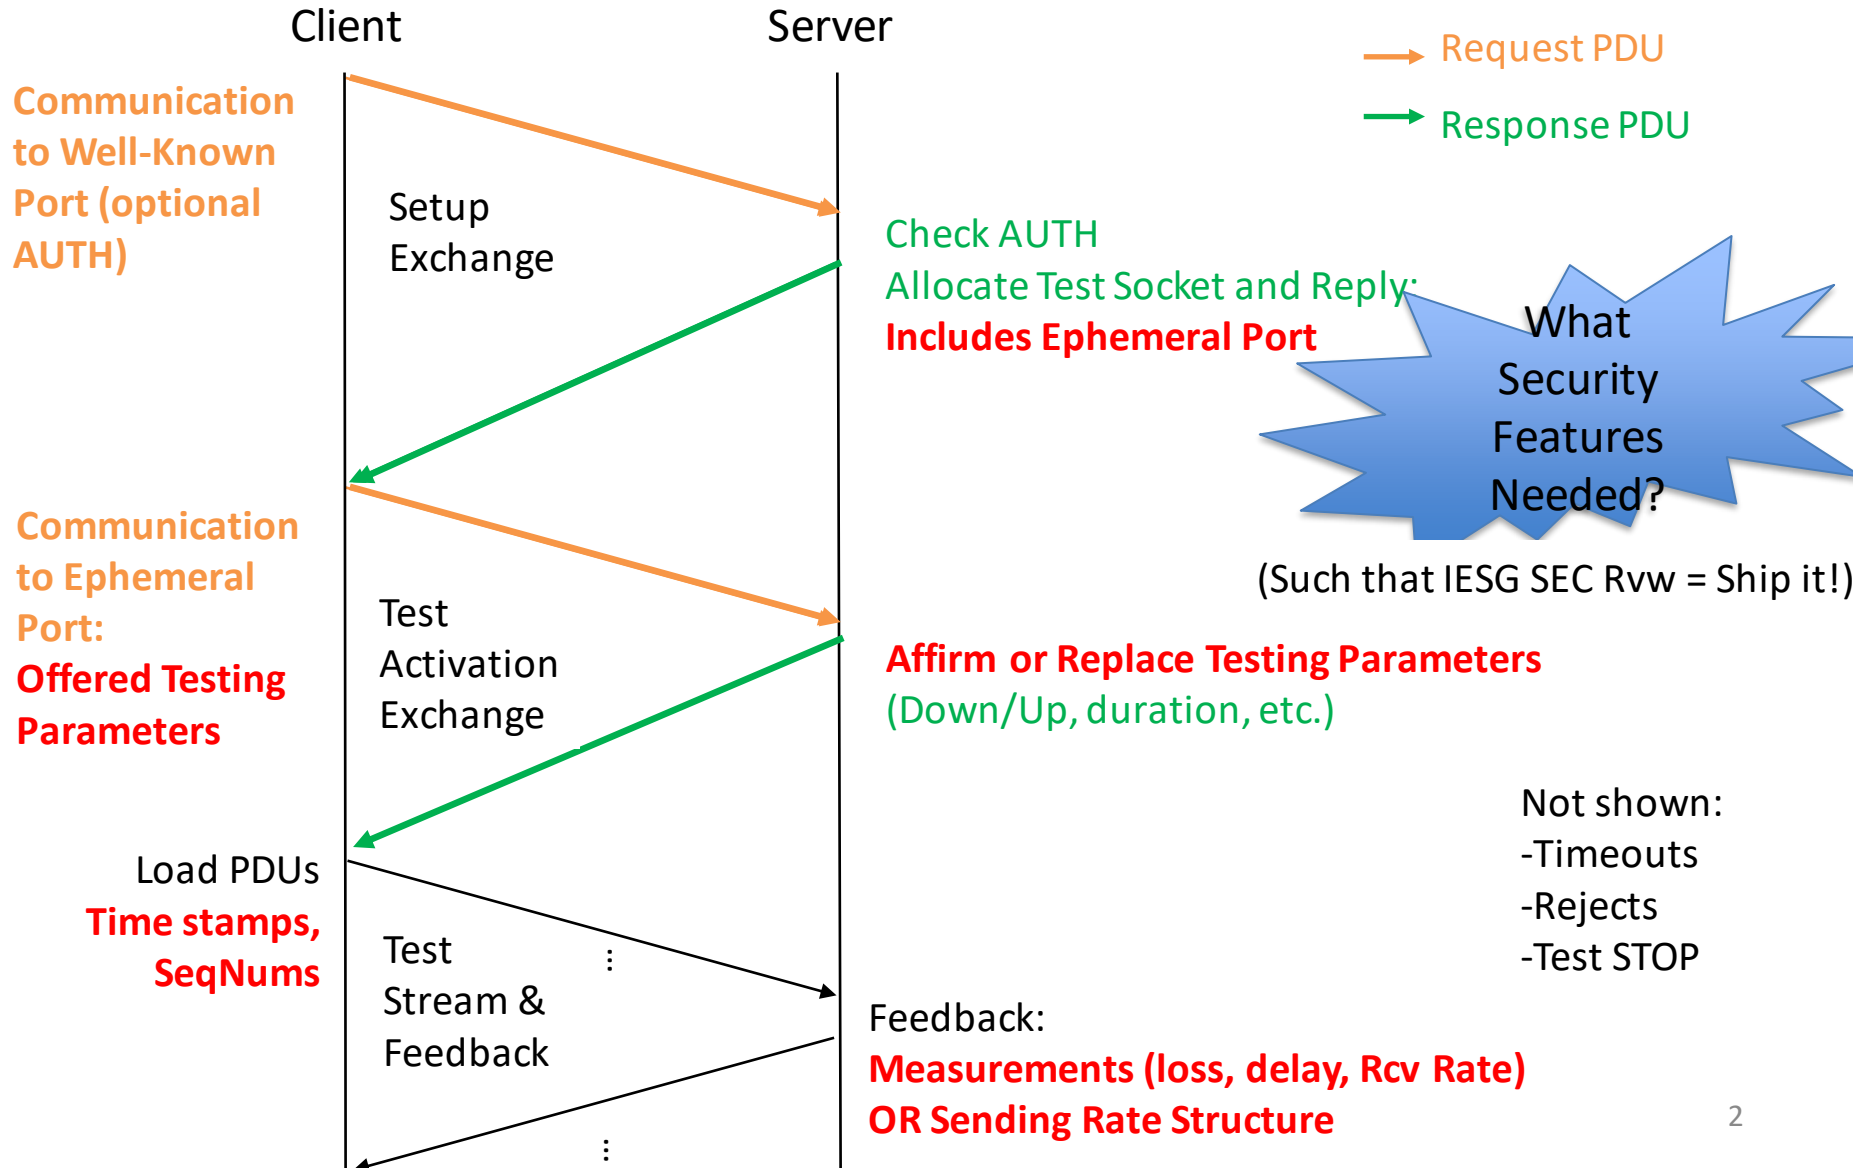 Client
Server
Request PDU
Response PDU
Communication
to Well-Known
Port (optional
AUTH)
Setup
Exchange
Check AUTH
Allocate Test Socket and Reply:
Includes Ephemeral Port
What
Security
Features
Needed?
(Such that IESG SEC Rvw = Ship it!)
Communication
to Ephemeral
Port:
Offered Testing
Parameters
Test
Activation
Exchange
Affirm or Replace Testing Parameters
(Down/Up, duration, etc.)
Not shown:
-Timeouts
-Rejects
-Test STOP
Load PDUs
Time stamps,
SeqNums
Test
Stream &
Feedback
...
...
Feedback:
Measurements (loss, delay, Rcv Rate)
OR Sending Rate Structure
2